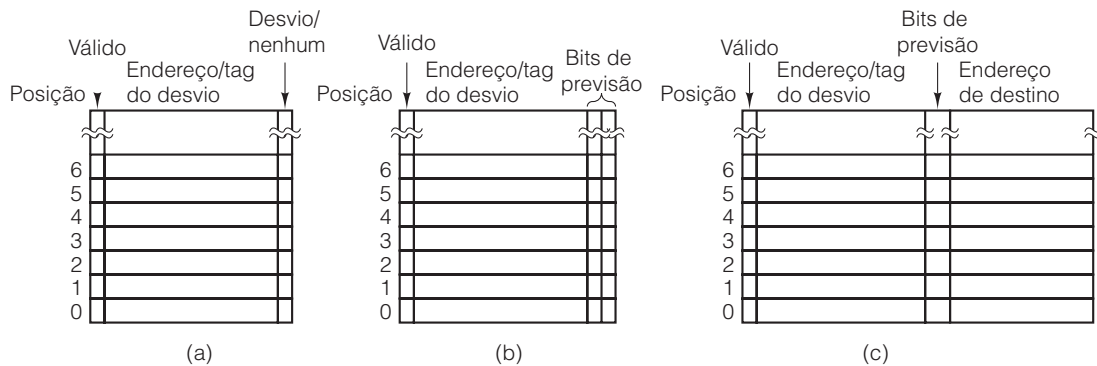 Desvio/
nenhum
Válido
Endereço/tag
do desvio
Posição
6
5
4
3
2
1
0
(a)
Válido
Endereço/tag
do desvio
Bits de
previsão
Posição
6
5
4
3
2
1
0
(b)
Bits de
previsão
Válido
Endereço/tag
do desvio
Endereço
de destino
Posição
6
5
4
3
2
1
0
(c)